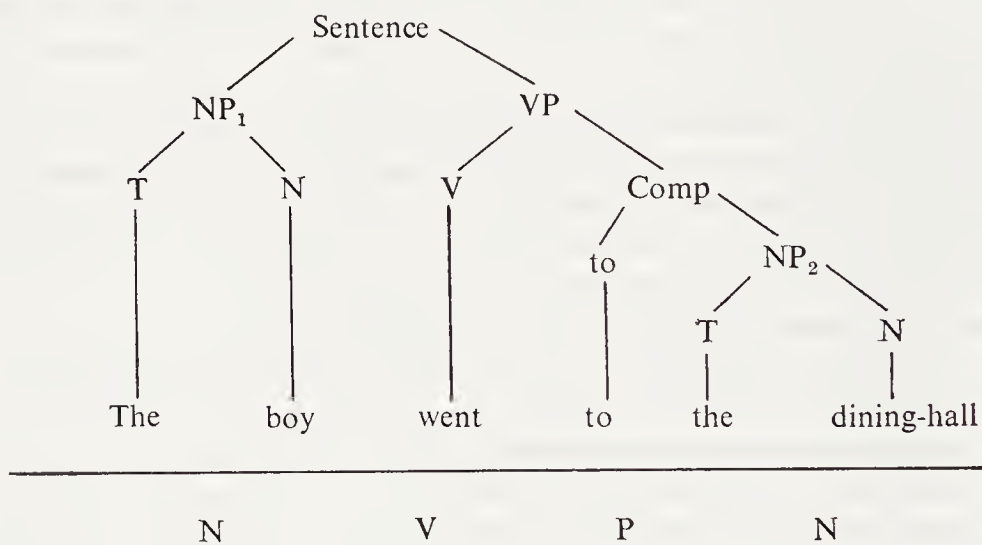 Sentence
NP₁ VP
T N V Comp
to NP₂
T N
The boy went to the dining-hall
N V P N